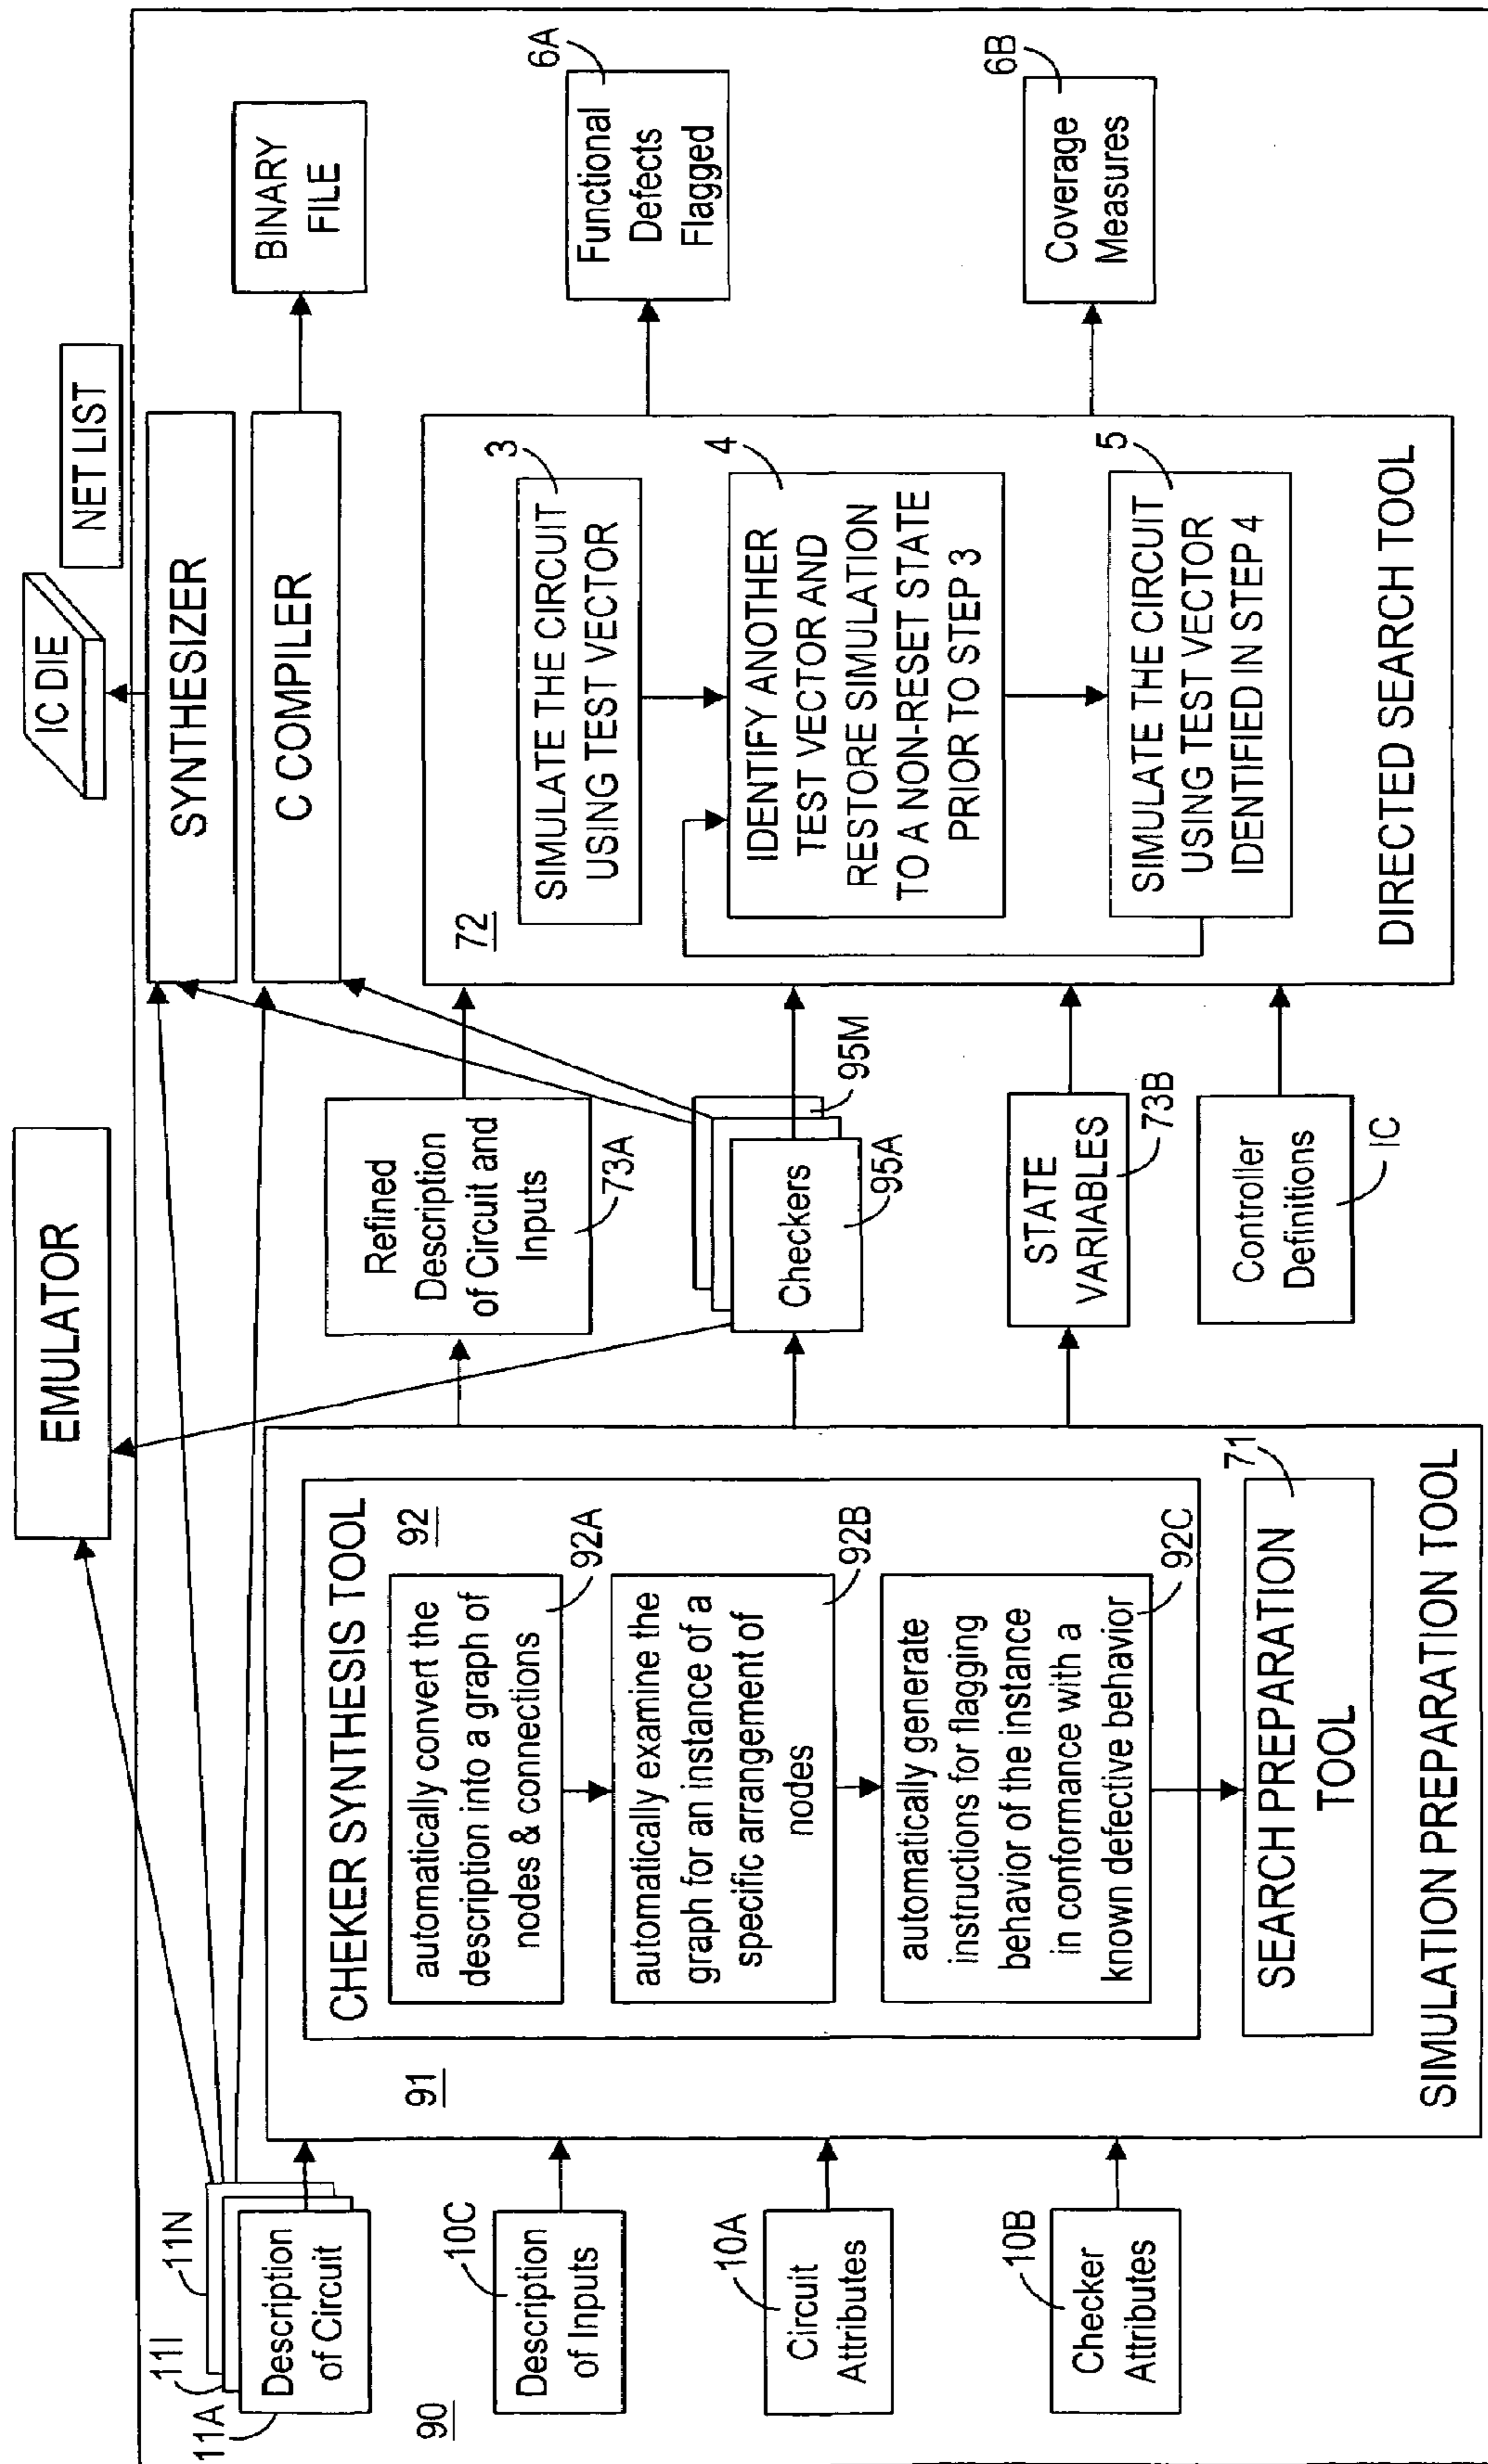 EMULATOR
IC DIE
NET LIST
SYNTHESIZER
C COMPILER
BINARY
FILE
11N
11I
11A
Description
of Circuit
90
10C
Description
of Inputs
10A
Circuit
Attributes
10B
Checker
Attributes
91
CHEKER SYNTHESIS TOOL
92
92A
automatically convert the
description into a graph of
nodes & connections
92B
automatically examine the
graph for an instance of a
specific arrangement of
nodes
92C
automatically generate
instructions for flagging
behavior of the instance
in conformance with a
known defective behavior
71
SEARCH PREPARATION
TOOL
SIMULATION PREPARATION TOOL
Refined
Description
of Circuit and
Inputs
73A
95M
Checkers
95A
STATE
VARIABLES
73B
Controller
Definitions
IC
72
3
SIMULATE THE CIRCUIT
USING TEST VECTOR
4
IDENTIFY ANOTHER
TEST VECTOR AND
RESTORE SIMULATION
TO A NON-RESET STATE
PRIOR TO STEP 3
5
SIMULATE THE CIRCUIT
USING TEST VECTOR
IDENTIFIED IN STEP 4
DIRECTED SEARCH TOOL
6A
Functional
Defects
Flagged
6B
Coverage
Measures